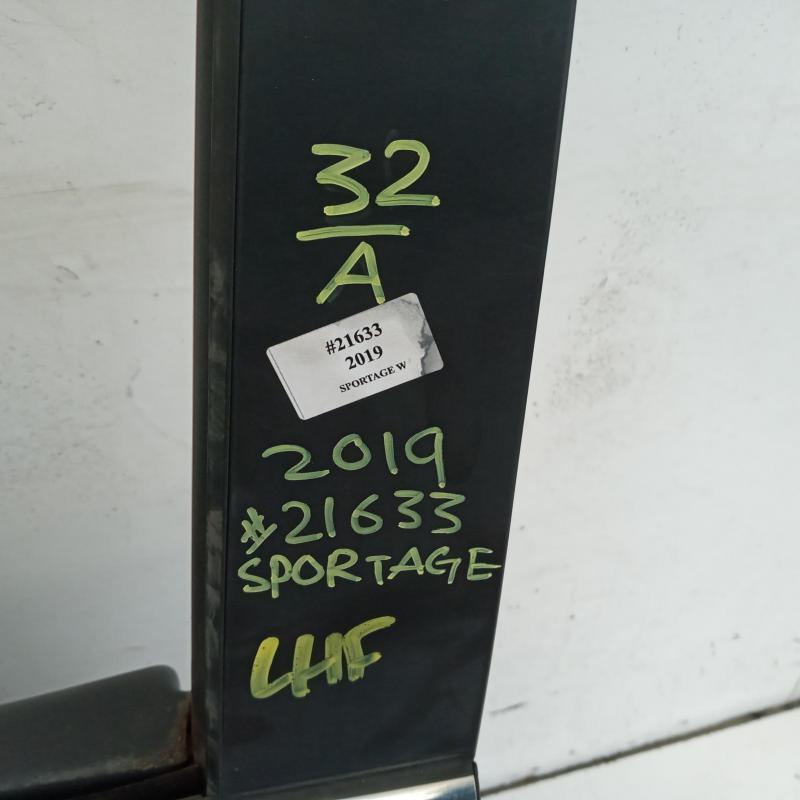 32
A
#21633
2019
SPORTAGE W
2019
#21633
SPORTAGE
LHF